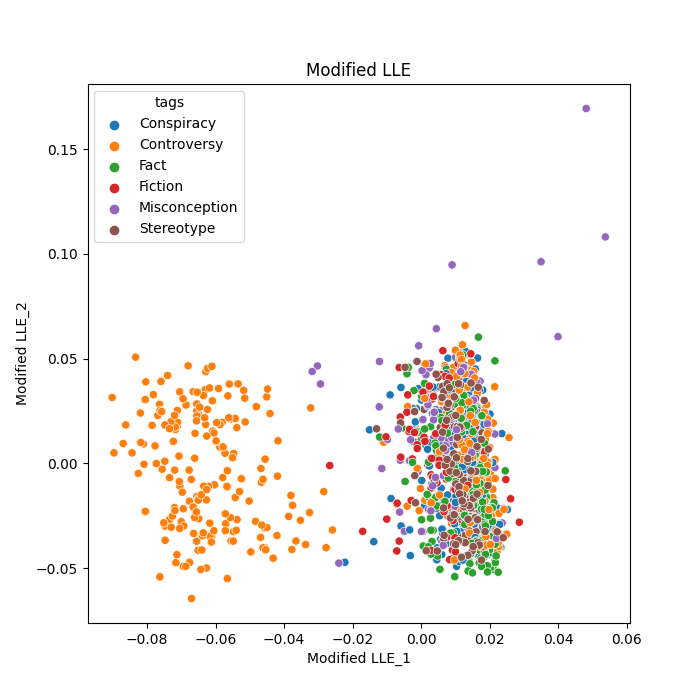 Modified LLE
tags
Conspiracy
Controversy
Fact
Fiction
Misconception
Stereotype
0.15
0.10
0.05
0.00
−0.05
Modified LLE_2
−0.08
−0.06
−0.04
−0.02
0.00
0.02
0.04
0.06
Modified LLE_1